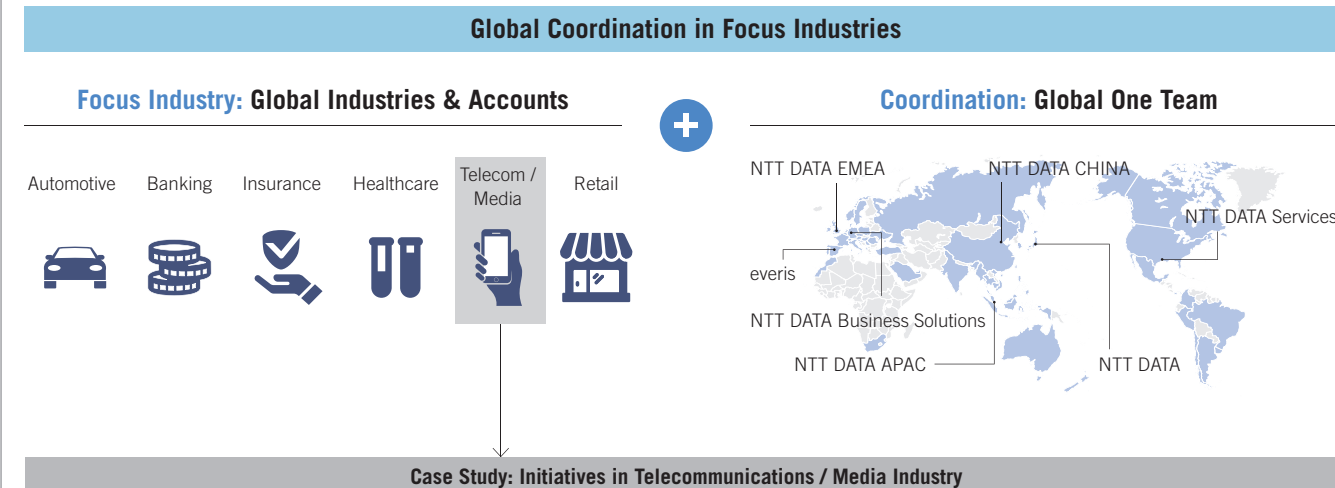 Global Coordination in Focus Industries
Focus Industry: Global Industries & Accounts
Automotive
Banking
Insurance
Healthcare
Telecom /
Media
Retail
Coordination: Global One Team
NTT DATA EMEA
NTT DATA CHINA
NTT DATA Services
everis
NTT DATA Business Solutions
NTT DATA APAC
NTT DATA
Case Study: Initiatives in Telecommunications / Media Industry